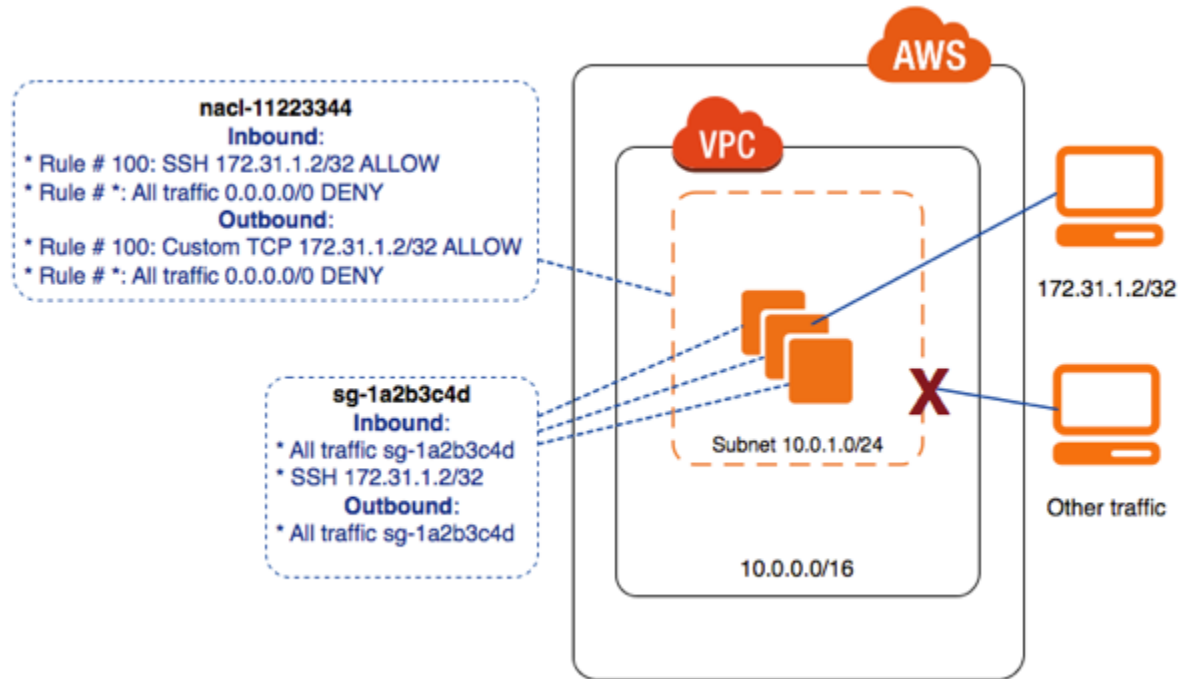 AWS
nacl-11223344
Inbound:
* Rule # 100: SSH 172.31.1.2/32 ALLOW
* Rule # *: All traffic 0.0.0.0/0 DENY
Outbound:
* Rule # 100: Custom TCP 172.31.1.2/32 ALLOW
* Rule # *: All traffic 0.0.0.0/0 DENY
VPC
172.31.1.2/32
sg-1a2b3c4d
Inbound:
* All traffic sg-1a2b3c4d
* SSH 172.31.1.2/32
Outbound:
* All traffic sg-1a2b3c4d
X
Subnet 10.0.1.0/24
Other traffic
10.0.0.0/16